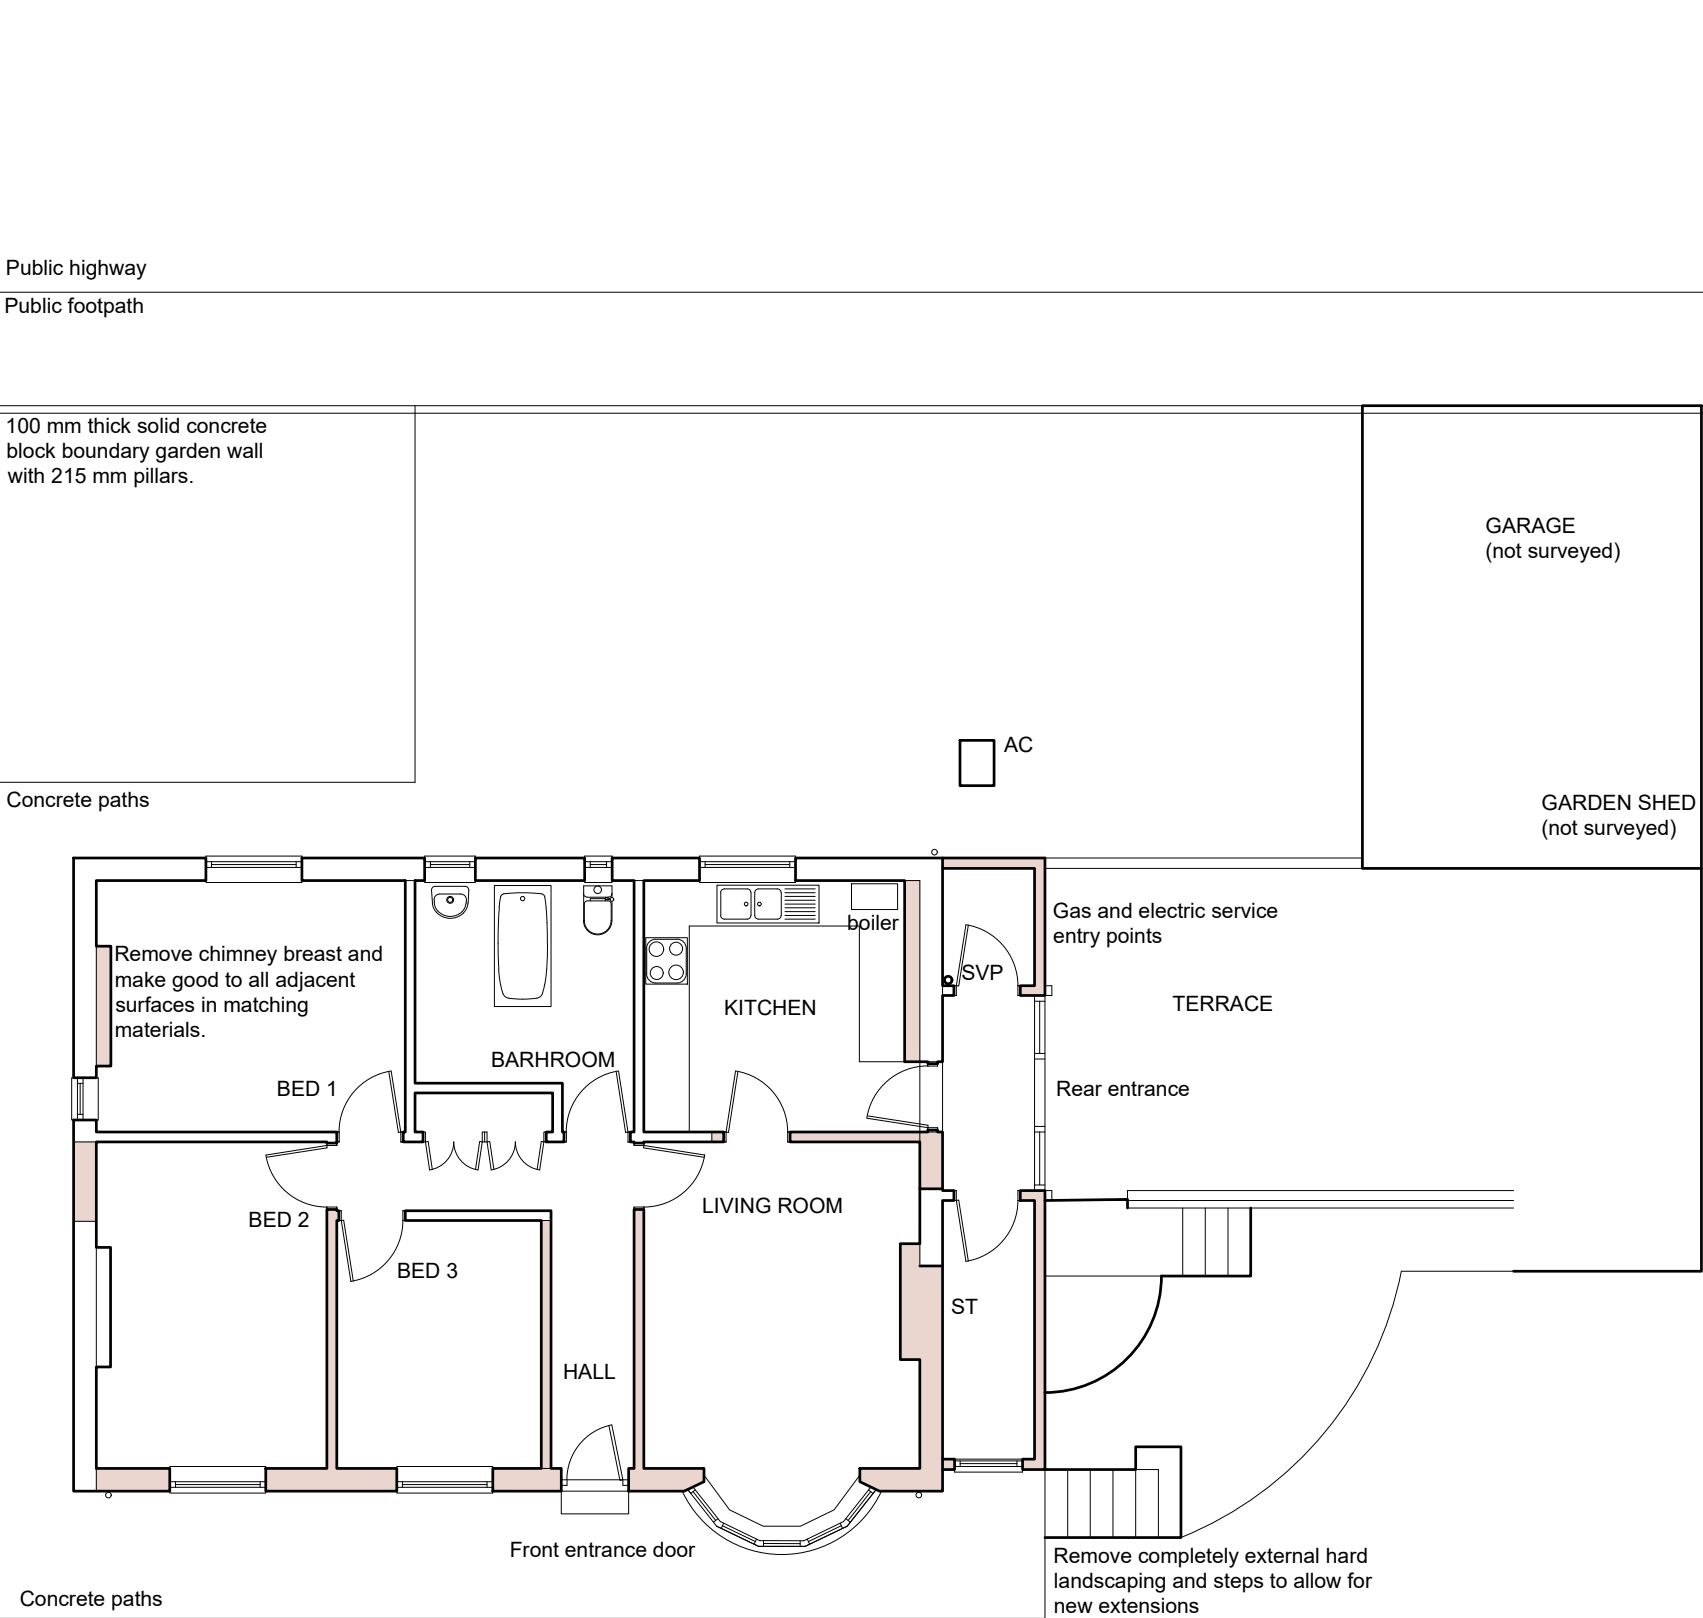 Public highway
Public footpath
100 mm thick solid concrete
block boundary garden wall
with 215 mm pillars.
GARAGE
(not surveyed)
AC
Concrete paths
GARDEN SHED
(not surveyed)
Gas and electric service
entry points
boiler
Remove chimney breast and
make good to all adjacent
surfaces in matching
materials.
SVP
KITCHEN
TERRACE
BARHROOM
BED 1
Rear entrance
LIVING ROOM
BED 2
BED 3
ST
HALL
Front entrance door
Remove completely external hard
landscaping and steps to allow for
new extensions
Concrete paths